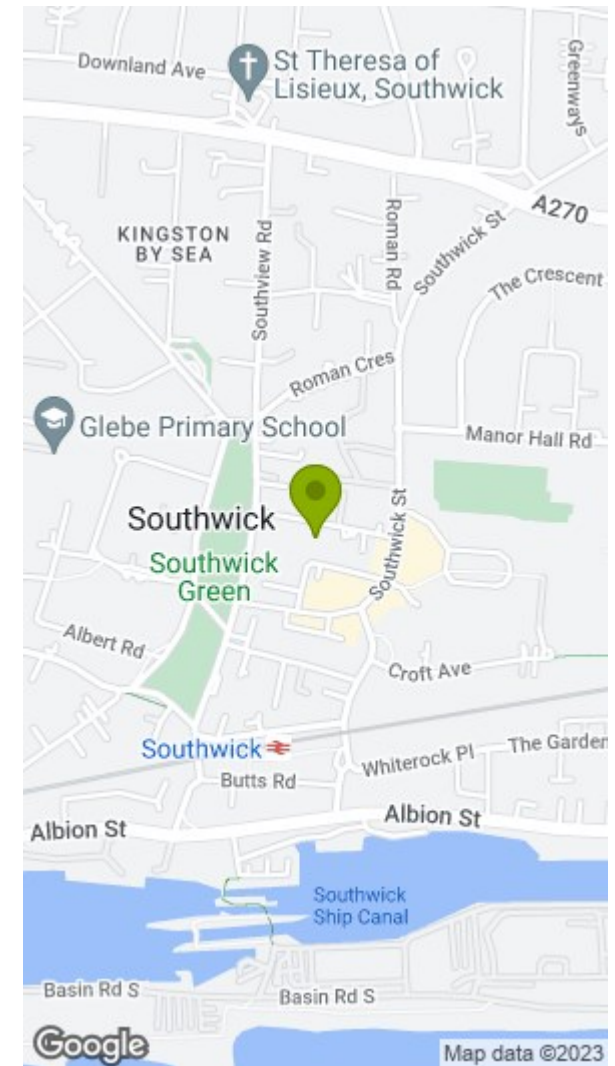 Downland Ave
St Theresa of
Lisieux, Southwick
Greenways
A270
KINGSTON
BY SEA
Southview Rd
Roman Rd
Southwick St
The Crescent
Roman Cres
Glebe Primary School
Manor Hall Rd
Southwick
Southwick St
Southwick
Green
Albert Rd
Croft Ave
Southwick
Whiterock Pl
The Garden
Butts Rd
Albion St
Albion St
Southwick
Ship Canal
Basin Rd S
Basin Rd S
Google
Map data ©2023